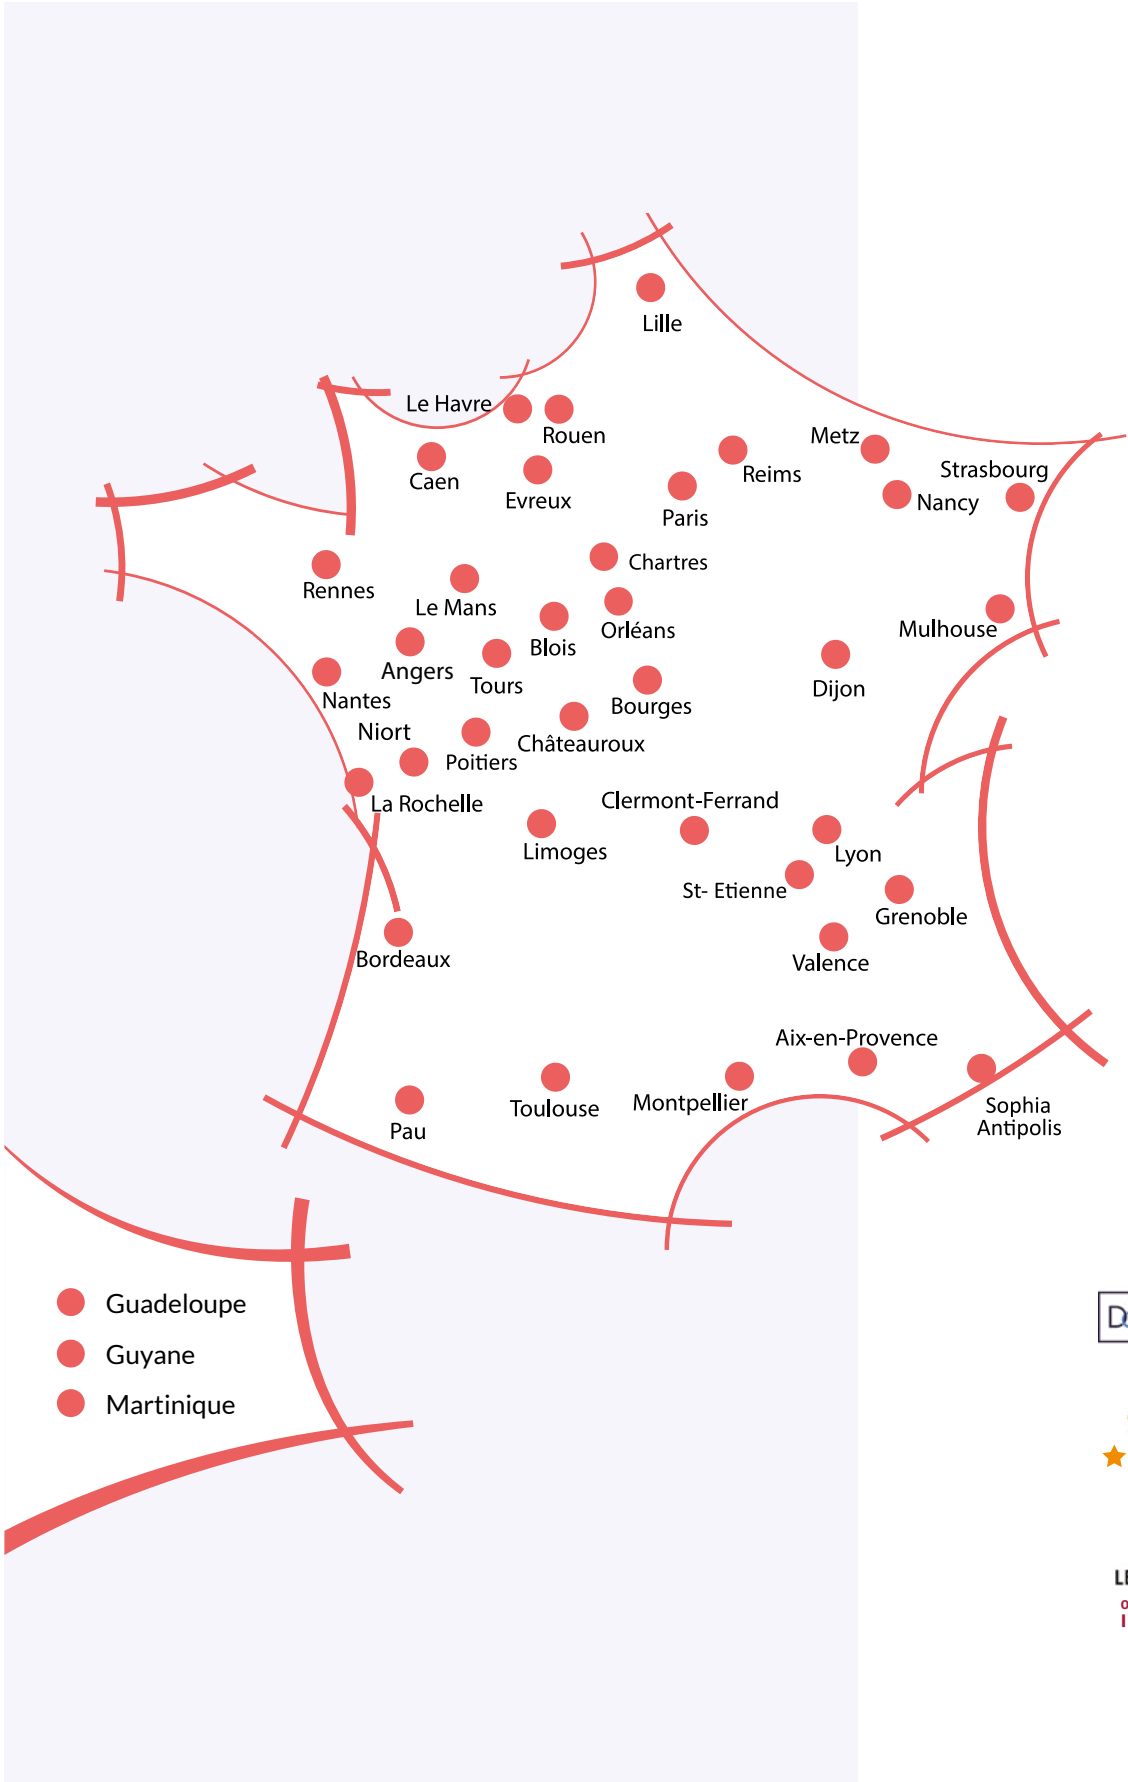 Lille
Le Havre
Rouen
Metz
Caen
Evreux
Reims
Strasbourg
Paris
Nancy
Chartres
Rennes
Le Mans
Orléans
Mulhouse
Blois
Angers
Tours
Dijon
Nantes
Bourges
Niort
Châteauroux
Poitiers
La Rochelle
Clermont-Ferrand
Limoges
Lyon
St- Etienne
Grenoble
Bordeaux
Valence
Aix-en-Provence
Toulouse
Montpellier
Sophia
Antipolis
Pau
Guadeloupe
Guyane
Martinique